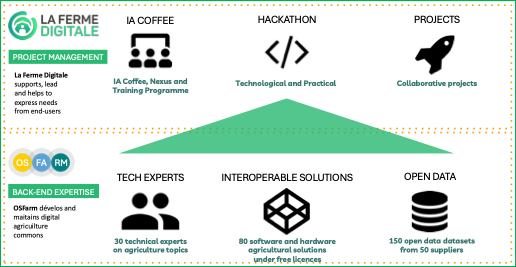 LA FERME
DIGITALE
PROJECT MANAGEMENT
La Ferme Digitale
supports, lead
and helps to
express needs
from end-users
IA COFFEE
IA Coffee, Nexus and
Training Programme
HACKATHON
Technological and Practical
PROJECTS
Collaborative projects
OS FA RM
BACK-END EXPERTISE
OSFarm dévelos and
maitains digital
agriculture
commons
TECH EXPERTS
30 technical experts
on agriculture topics
INTEROPERABLE SOLUTIONS
80 software and hardware
agricultural solutions
under free licences
OPEN DATA
150 open data datasets
from 50 suppliers